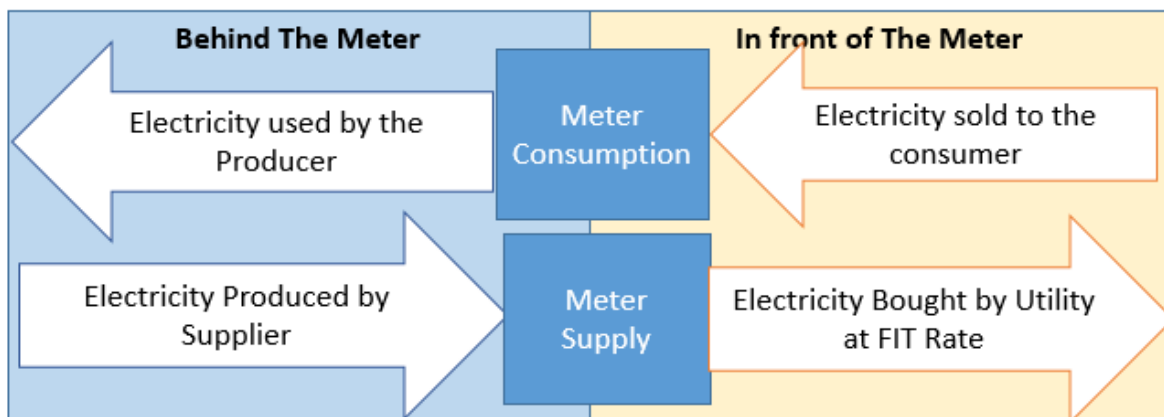 Behind The Meter
In front of The Meter
Electricity used by the
Producer
Meter
Consumption
Electricity sold to the
consumer
Electricity Produced by
Supplier
Meter
Supply
Electricity Bought by Utility
at FIT Rate